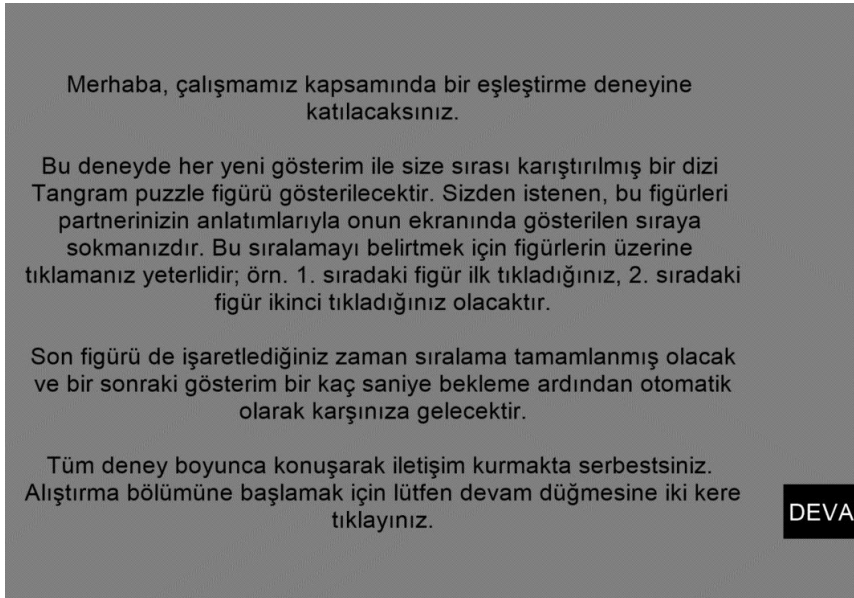 Merhaba, çalışmamız kapsamında bir eşleştirme deneyine
katılacaksınız.
Bu deneyde her yeni gösterim ile size sırası karıştırılmış bir dizi
Tangram puzzle figürü gösterilecektir. Sizden istenen, bu figürleri
partnerinizin anlatımlarıyla onun ekranında gösterilen sıraya
sokmanızdır. Bu sıralamayı belirtmek için figürlerin üzerine
tıklamanız yeterlidir; örn. 1. sıradaki figür ilk tıkladığınız, 2. sıradaki
figür ikinci tıkladığınız olacaktır.
Son figürü de işaretlediğiniz zaman sıralama tamamlanmış olacak
ve bir sonraki gösterim bir kaç saniye bekleme ardından otomatik
olarak karşınıza gelecektir.
Tüm deney boyunca konuşarak iletişim kurmakta serbestsiniz.
Alıştırma bölümüne başlamak için lütfen devam düğmesine iki kere
tıklayınız.
DEVA